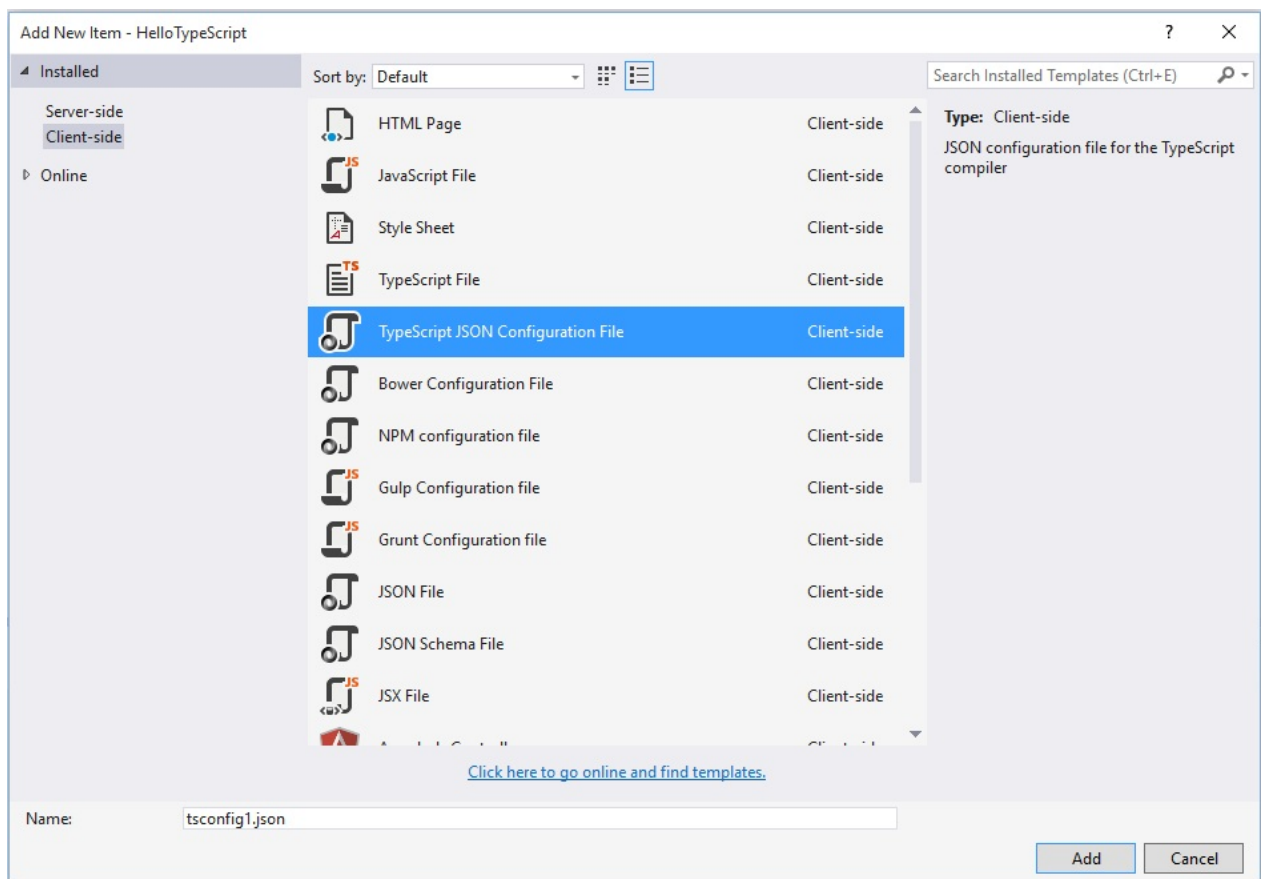 Add New Item - HelloTypeScript
?
Installed
Server-side
Client-side
Online
Sort by: Default
Search Installed Templates (Ctrl+E)
HTML Page Client-side
JS
JavaScript File Client-side
Style Sheet Client-side
TS
TypeScript File Client-side
TypeScript JSON Configuration File Client-side
Bower Configuration File Client-side
NPM configuration file Client-side
JS
Gulp Configuration file Client-side
JS
Grunt Configuration file Client-side
JSON File Client-side
JSON Schema File Client-side
JS
JSX File Client-side
Type: Client-side
JSON configuration file for the TypeScript
compiler
Click here to go online and find templates.
Name: tsconfig1.json
Add Cancel